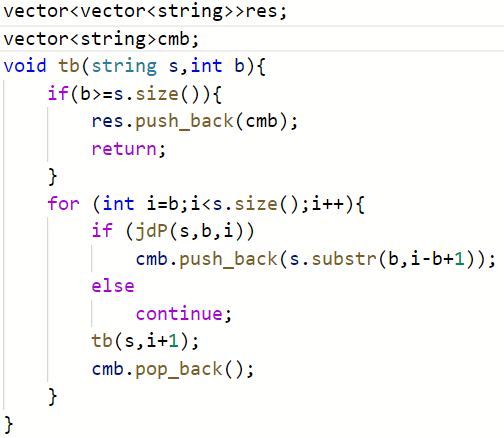 vector<vector<string>>res;
vector<string>cmb;
void tb(string s,int b){
    if(b>=s.size()){
        res.push_back(cmb);
        return;
    }
    for (int i=b;i<s.size();i++){
        if (jdP(s,b,i))
            cmb.push_back(s.substr(b,i-b+1));
        else
            continue;
        tb(s,i+1);
        cmb.pop_back();
    }
}